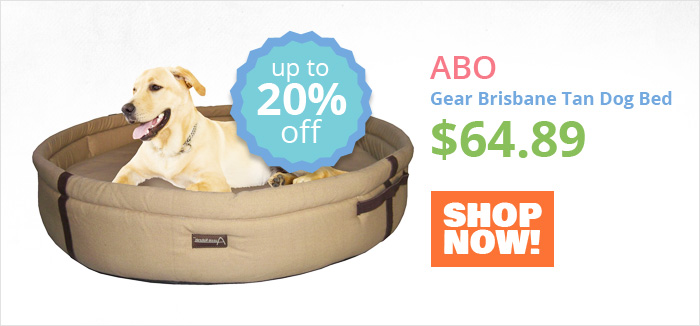 up to
20%
off
ABO
Gear Brisbane Tan Dog Bed
$64.89
SHOP
NOW!